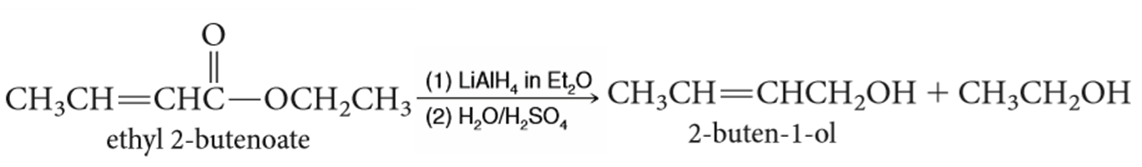 O
CH₃CH=CHC—OCH₂CH₃ (1) LiAlH₄ in Et₂O CH₃CH=CHCH₂OH + CH₃CH₂OH
(2) H₂O/H₂SO₄
ethyl 2-butenoate 2-buten-1-ol